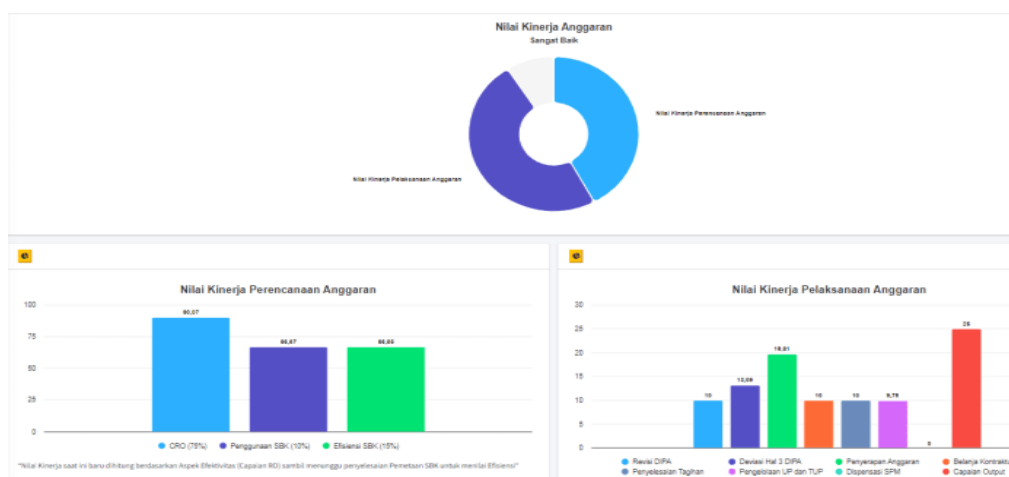 Nilai Kinerja Anggaran
Sangat Baik
Nilai Kinerja Perencanaan Anggaran
Nilai Kinerja Pelaksanaan Anggaran
Nilai Kinerja Perencanaan Anggaran
100
75
50
25
0
CRO (75%)
Penggunaan SBK (10%)
Efisiensi SBK (15%)
"Nilai Kinerja saat ini baru dihitung berdasarkan Aspek Efektivitas (Capaian RO) sambil menunggu penyelesaian Pemetaan SBK untuk menilai Efisiensi"
Nilai Kinerja Pelaksanaan Anggaran
30
25
20
15
10
5
0
10
10
10
9,78
0
25
Revisi DIPA
Deviasi Hal 3 DIPA
Penyerapan Anggaran
Belanja Kontraktu
Penyelesaian Tagihan
Pengelolaan UP dan TUP
Dispensasi SPM
Capaian Output